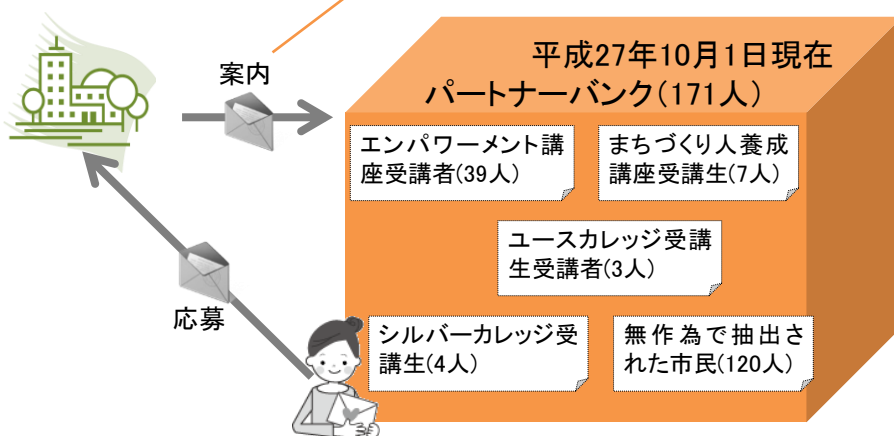 案内
平成27年10月1日現在
パートナーバンク(171人)
エンパワーメント講
座受講者(39人)
まちづくり人養成
講座受講生(7人)
ユースカレッジ受講
生受講者(3人)
応募
シルバーカレッジ受
講生(4人)
無作為で抽出さ
れた市民(120人)